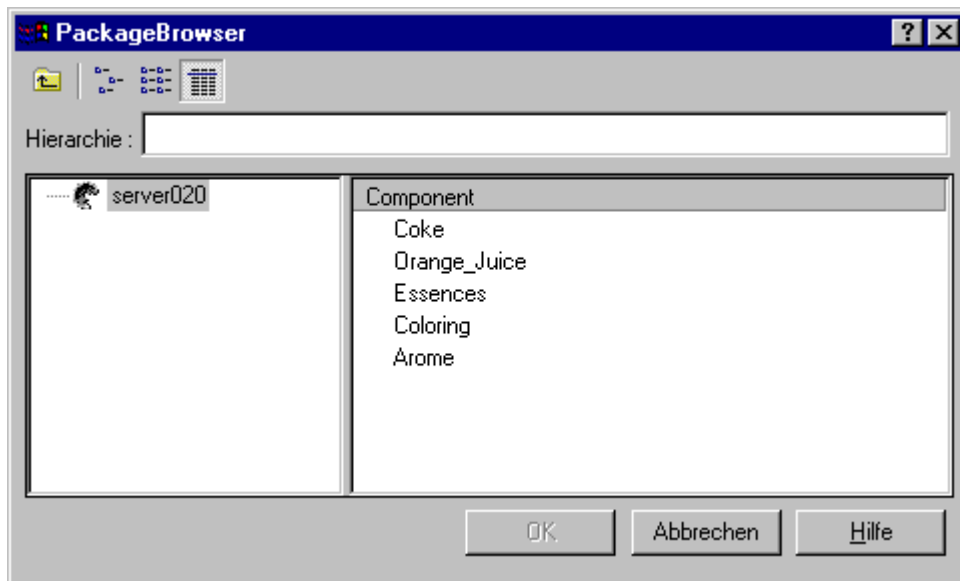 PackageBrowser
Hierarchie :
server020
Component
Coke
Orange_Juice
Essences
Coloring
Arome
OK
Abbrechen
Hilfe